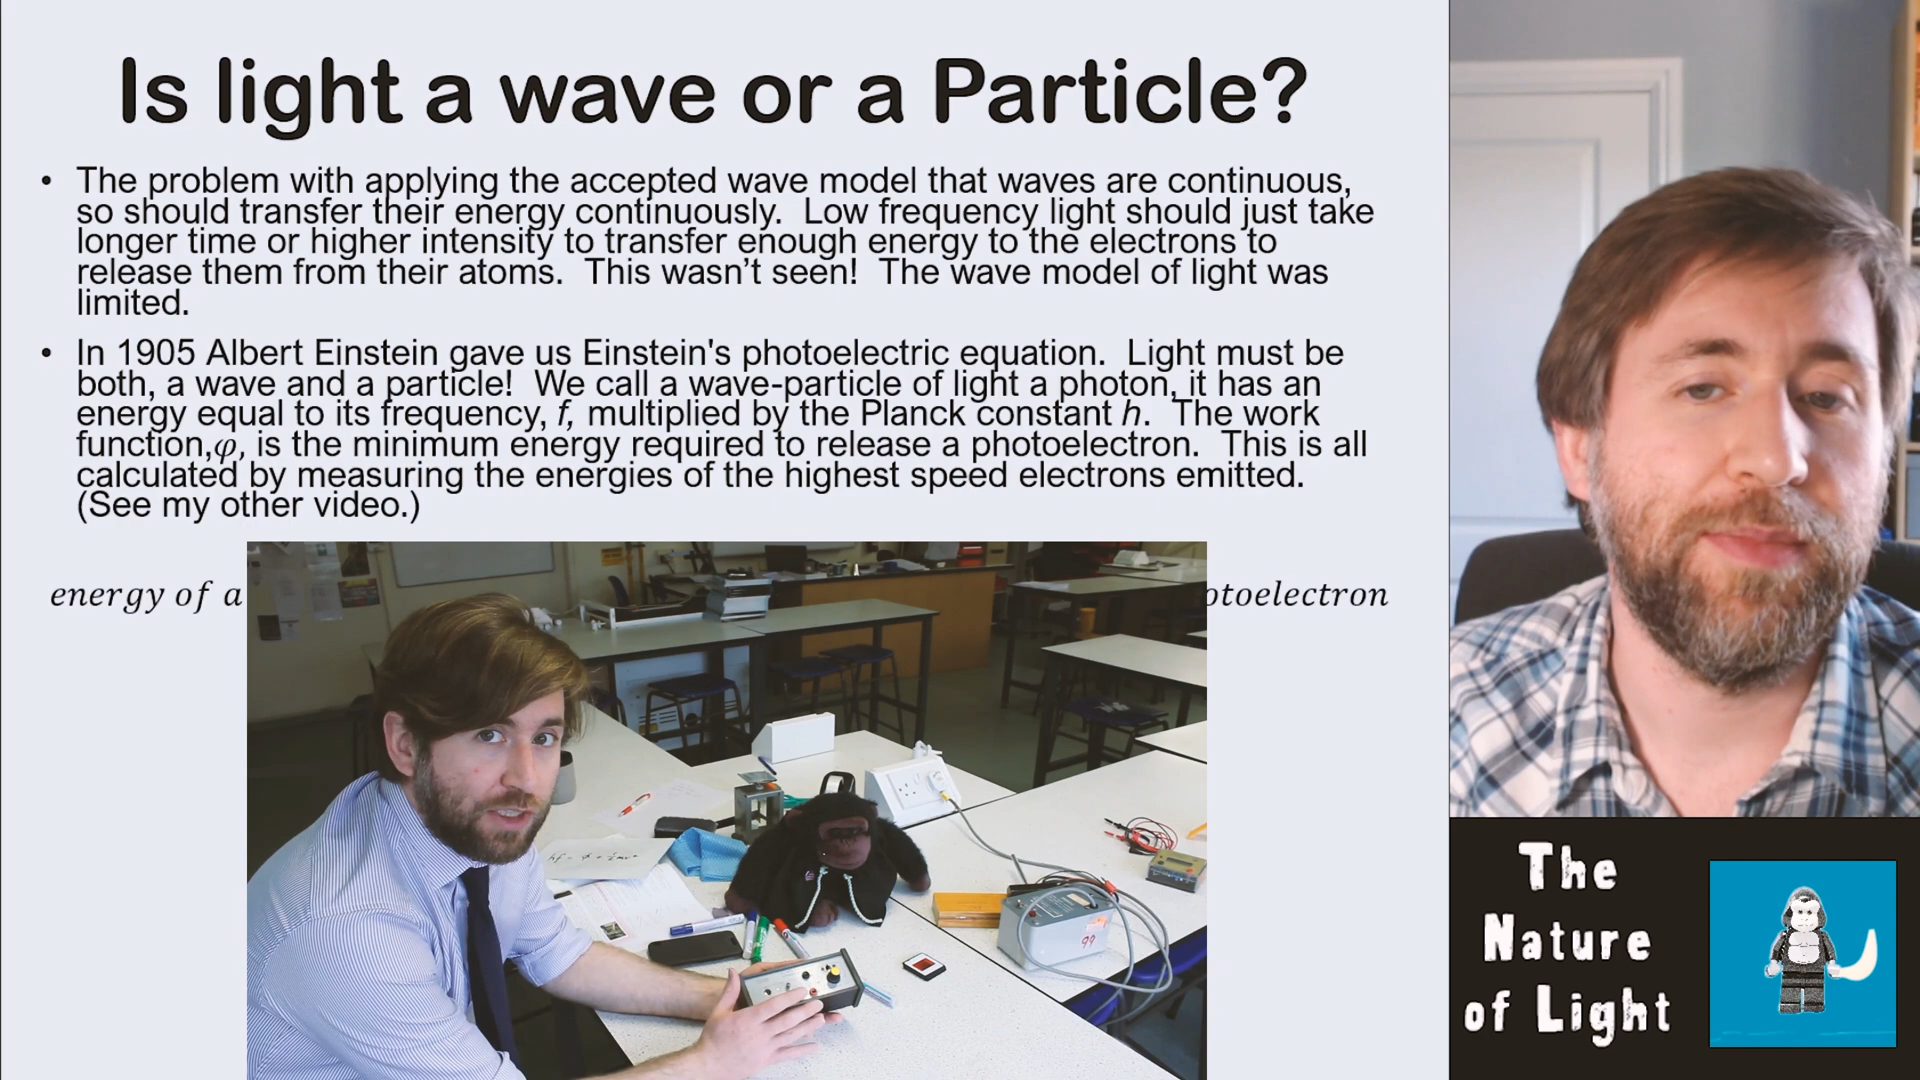 Is light a wave or a Particle?
• The problem with applying the accepted wave model that waves are continuous,
so should transfer their energy continuously. Low frequency light should just take
longer time or higher intensity to transfer enough energy to the electrons to
release them from their atoms. This wasn’t seen! The wave model of light was
limited.
• In 1905 Albert Einstein gave us Einstein's photoelectric equation. Light must be
both, a wave and a particle! We call a wave-particle of light a photon, it has an
energy equal to its frequency, f, multiplied by the Planck constant h. The work
function,φ, is the minimum energy required to release a photoelectron. This is all
calculated by measuring the energies of the highest speed electrons emitted.
(See my other video.)
energy of a
otoelectron
99
The
Nature
of Light